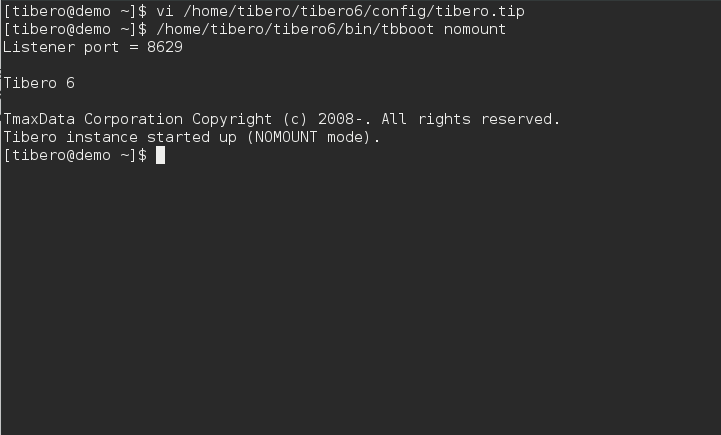 [tibero@demo ~]$ vi /home/tibero/tibero6/config/tibero.tip
[tibero@demo ~]$ /home/tibero/tibero6/bin/tbboot nomount
Listener port = 8629
Tibero 6
TmaxData Corporation Copyright (c) 2008-. All rights reserved.
Tibero instance started up (NOMOUNT mode).
[tibero@demo ~]$